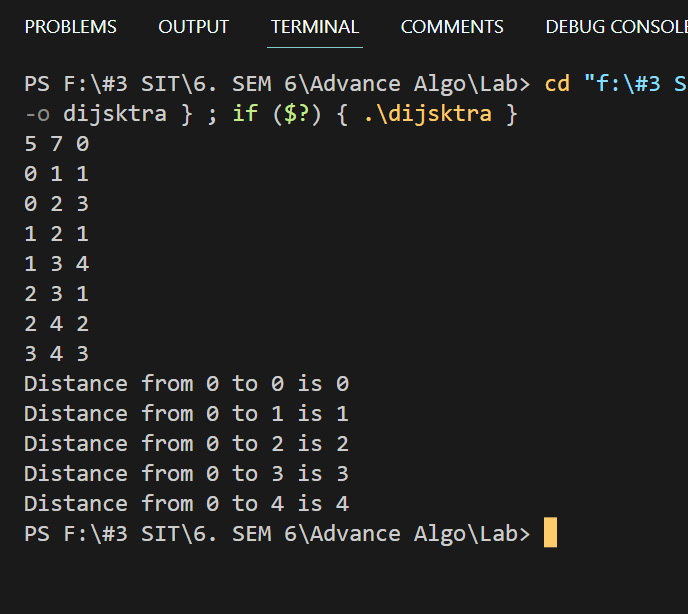 PROBLEMS OUTPUT TERMINAL COMMENTS DEBUG CONSOLE
PS F:\#3 SIT\6. SEM 6\Advance Algo\Lab> cd "f:\#3 S
-o dijsktra } ; if ($?) { .\dijsktra }
5 7 0
0 1 1
0 2 3
1 2 1
1 3 4
2 3 1
2 4 2
3 4 3
Distance from 0 to 0 is 0
Distance from 0 to 1 is 1
Distance from 0 to 2 is 2
Distance from 0 to 3 is 3
Distance from 0 to 4 is 4
PS F:\#3 SIT\6. SEM 6\Advance Algo\Lab>